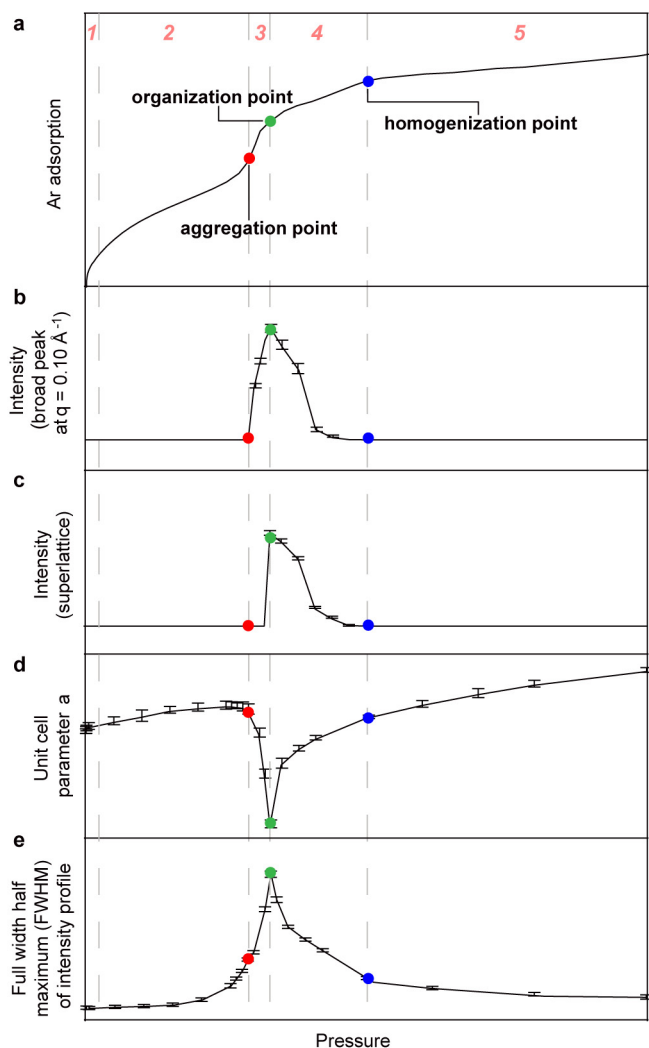 a
1 2 3 4 5
Ar adsorption
organization point
homogenization point
aggregation point
b
Intensity
(broad peak
at q = 0.10 Å⁻¹)
c
Intensity
(superlattice)
d
Unit cell
parameter a
e
Full width half
maximum (FWHM)
of intensity profile
Pressure